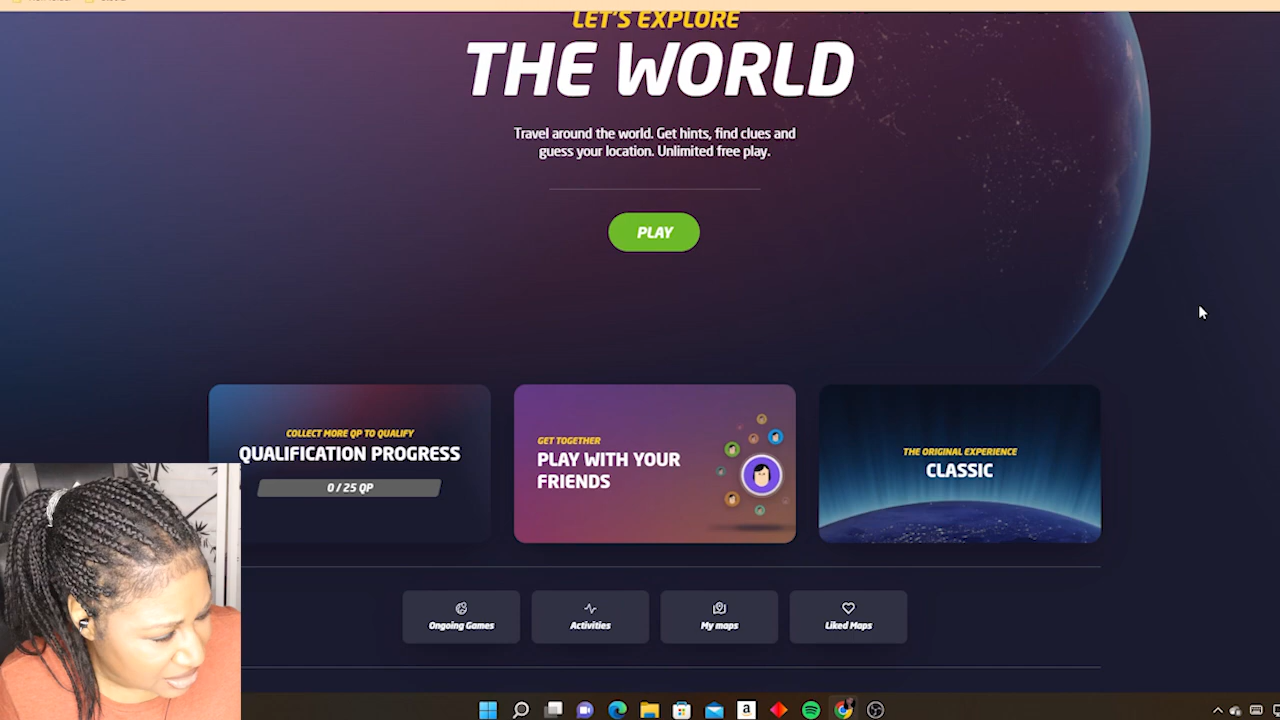 LET'S EXPLORE
THE WORLD
Travel around the world. Get hints, find clues and
guess your location. Unlimited free play.
PLAY
COLLECT MORE QP TO QUALIFY
QUALIFICATION PROGRESS
0 / 25 QP
GET TOGETHER
PLAY WITH YOUR
FRIENDS
THE ORIGINAL EXPERIENCE
CLASSIC
Ongoing Games
Activities
My maps
Liked Maps